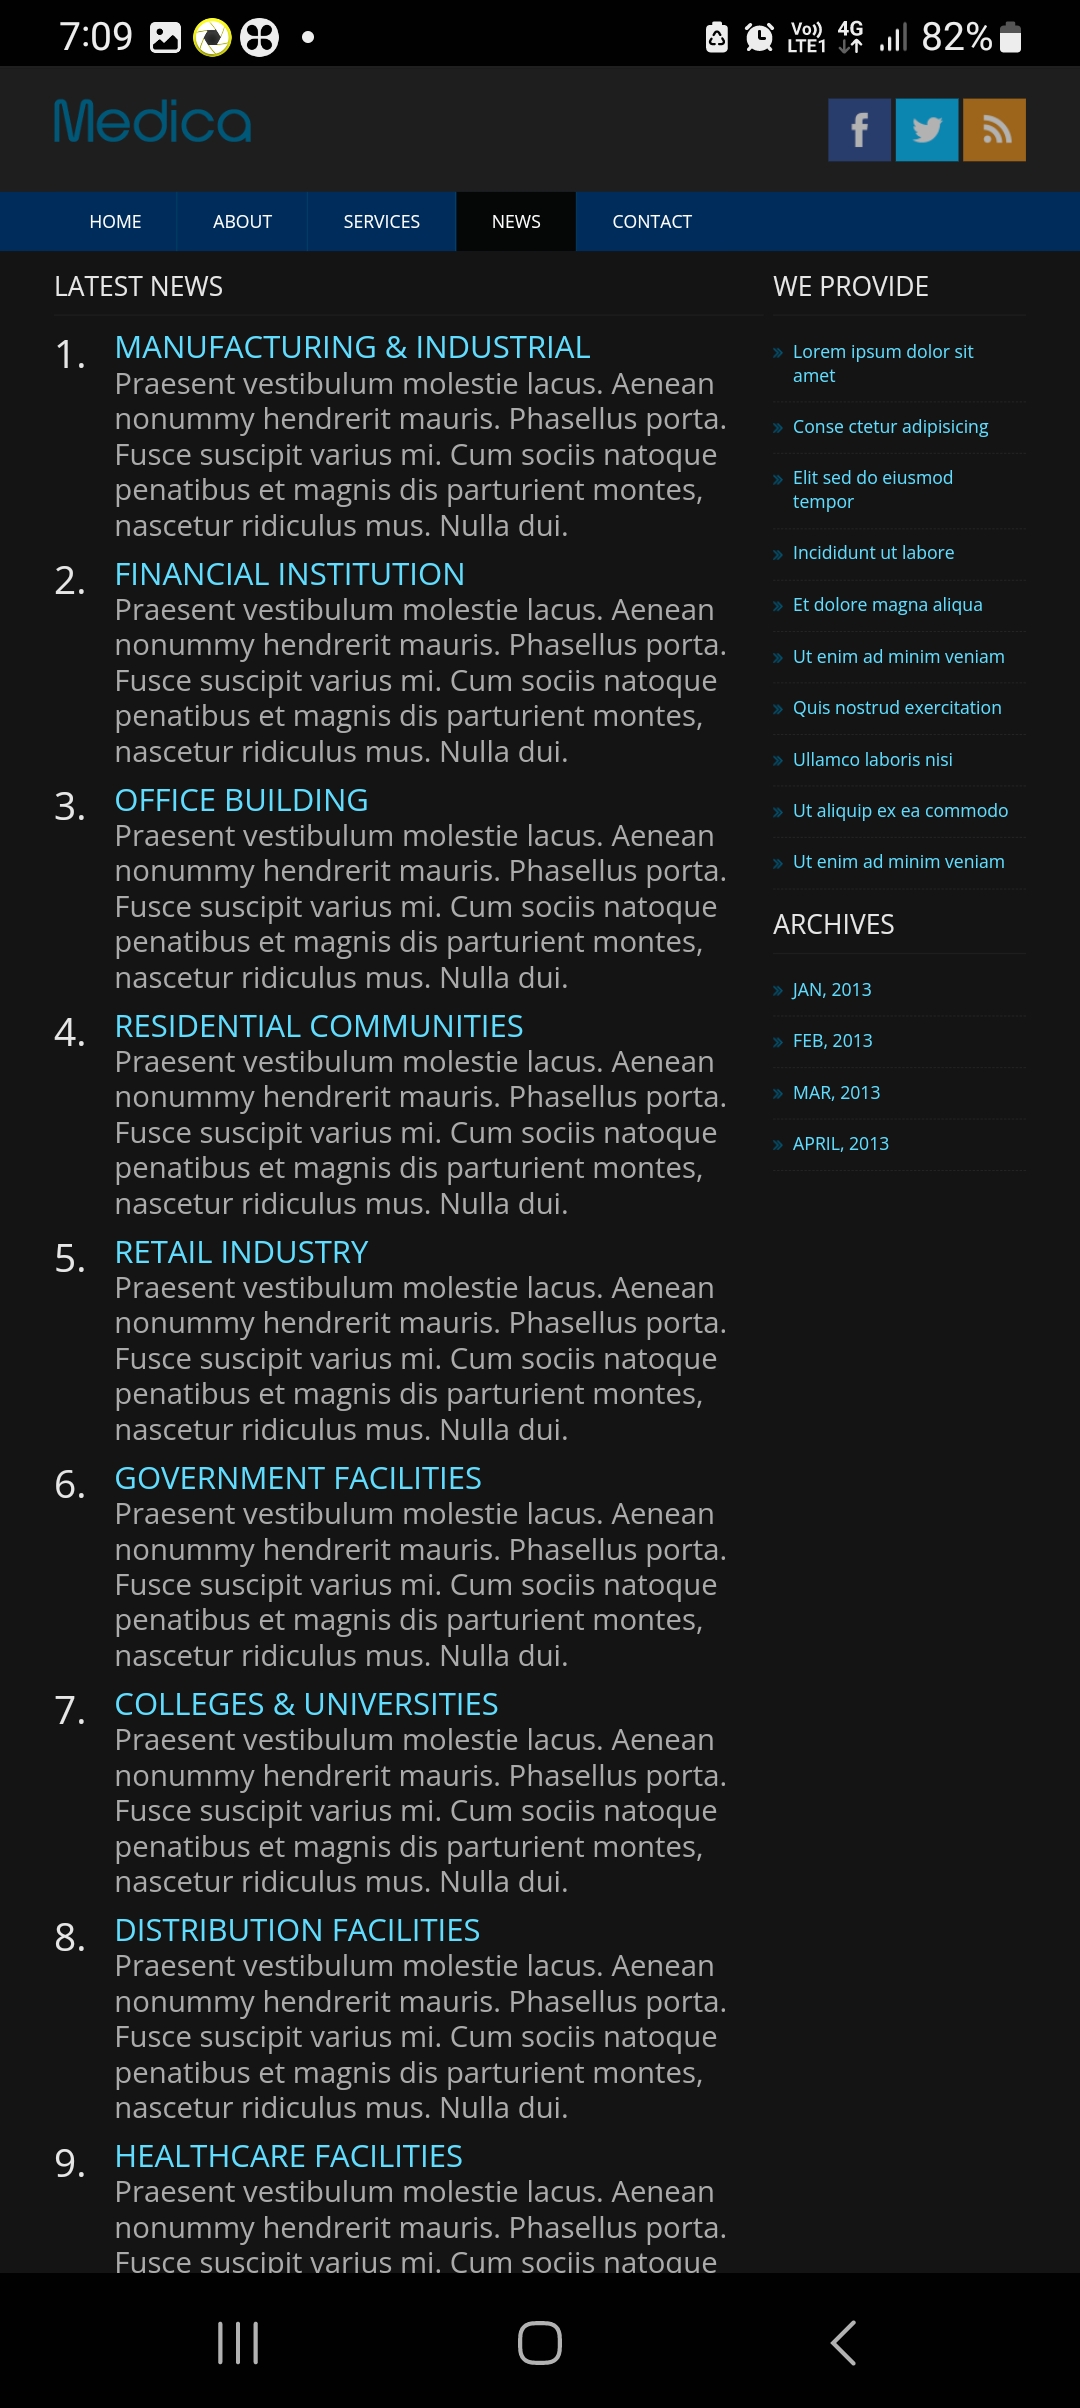 7:09
Vo)) LTE1 4G 82%
Medica
HOME ABOUT SERVICES NEWS CONTACT
LATEST NEWS
1. MANUFACTURING & INDUSTRIAL
Praesent vestibulum molestie lacus. Aenean
nonummy hendrerit mauris. Phasellus porta.
Fusce suscipit varius mi. Cum sociis natoque
penatibus et magnis dis parturient montes,
nascetur ridiculus mus. Nulla dui.
2. FINANCIAL INSTITUTION
Praesent vestibulum molestie lacus. Aenean
nonummy hendrerit mauris. Phasellus porta.
Fusce suscipit varius mi. Cum sociis natoque
penatibus et magnis dis parturient montes,
nascetur ridiculus mus. Nulla dui.
3. OFFICE BUILDING
Praesent vestibulum molestie lacus. Aenean
nonummy hendrerit mauris. Phasellus porta.
Fusce suscipit varius mi. Cum sociis natoque
penatibus et magnis dis parturient montes,
nascetur ridiculus mus. Nulla dui.
4. RESIDENTIAL COMMUNITIES
Praesent vestibulum molestie lacus. Aenean
nonummy hendrerit mauris. Phasellus porta.
Fusce suscipit varius mi. Cum sociis natoque
penatibus et magnis dis parturient montes,
nascetur ridiculus mus. Nulla dui.
5. RETAIL INDUSTRY
Praesent vestibulum molestie lacus. Aenean
nonummy hendrerit mauris. Phasellus porta.
Fusce suscipit varius mi. Cum sociis natoque
penatibus et magnis dis parturient montes,
nascetur ridiculus mus. Nulla dui.
6. GOVERNMENT FACILITIES
Praesent vestibulum molestie lacus. Aenean
nonummy hendrerit mauris. Phasellus porta.
Fusce suscipit varius mi. Cum sociis natoque
penatibus et magnis dis parturient montes,
nascetur ridiculus mus. Nulla dui.
7. COLLEGES & UNIVERSITIES
Praesent vestibulum molestie lacus. Aenean
nonummy hendrerit mauris. Phasellus porta.
Fusce suscipit varius mi. Cum sociis natoque
penatibus et magnis dis parturient montes,
nascetur ridiculus mus. Nulla dui.
8. DISTRIBUTION FACILITIES
Praesent vestibulum molestie lacus. Aenean
nonummy hendrerit mauris. Phasellus porta.
Fusce suscipit varius mi. Cum sociis natoque
penatibus et magnis dis parturient montes,
nascetur ridiculus mus. Nulla dui.
9. HEALTHCARE FACILITIES
Praesent vestibulum molestie lacus. Aenean
nonummy hendrerit mauris. Phasellus porta.
Fusce suscipit varius mi. Cum sociis natoque
WE PROVIDE
Lorem ipsum dolor sit
amet
Conse ctetur adipisicing
Elit sed do eiusmod
tempor
Incididunt ut labore
Et dolore magna aliqua
Ut enim ad minim veniam
Quis nostrud exercitation
Ullamco laboris nisi
Ut aliquip ex ea commodo
Ut enim ad minim veniam
ARCHIVES
JAN, 2013
FEB, 2013
MAR, 2013
APRIL, 2013